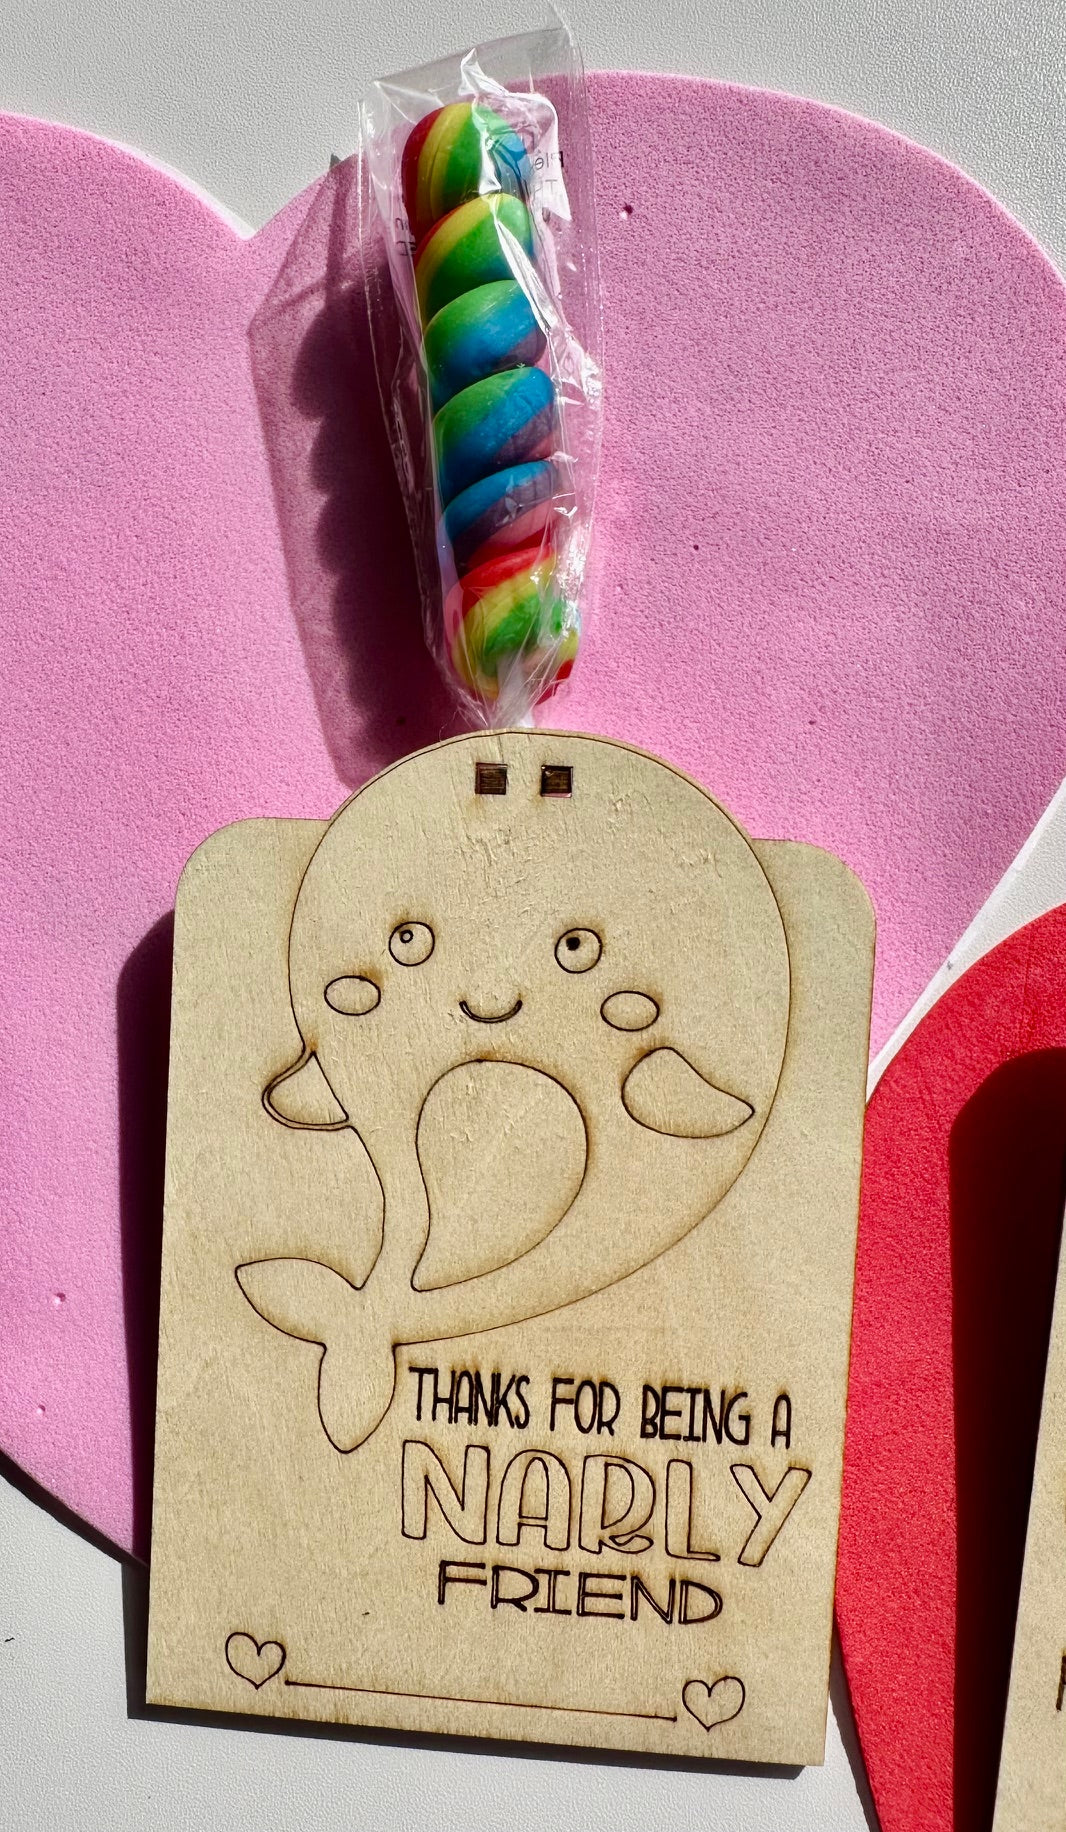 THANKS FOR BEING A
NARLY
FRIEND